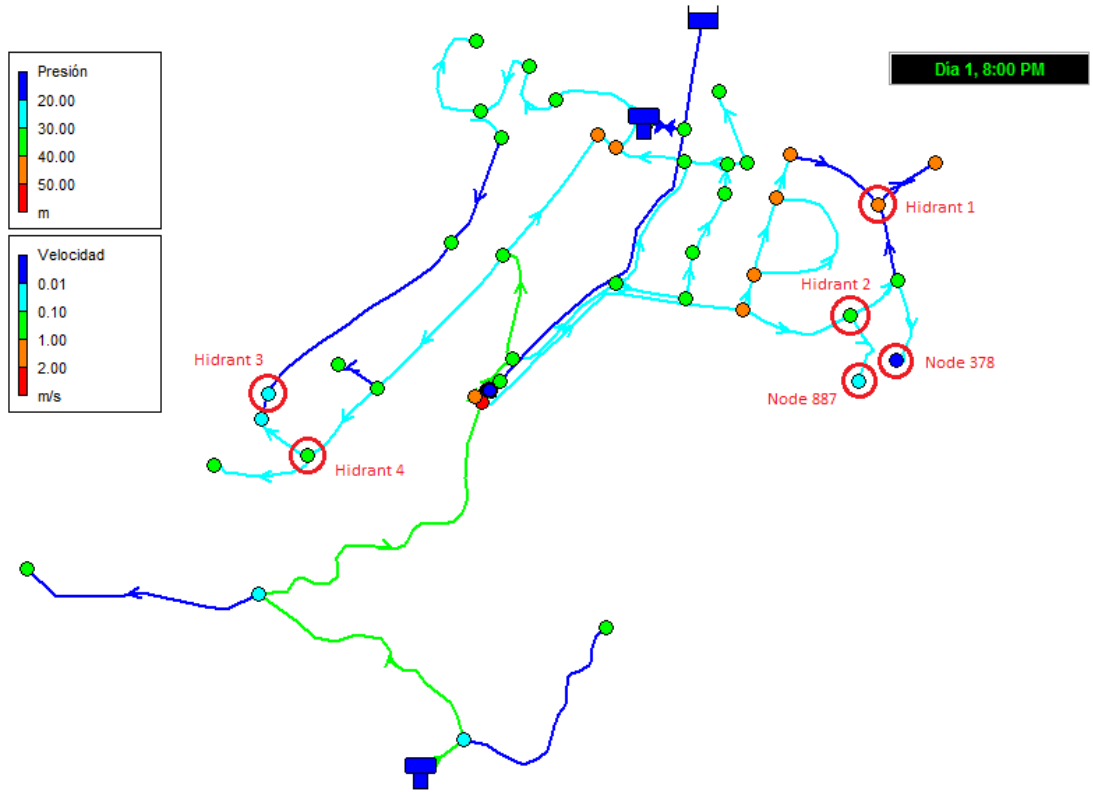 Presión
20.00
30.00
40.00
50.00
m
Velocidad
0.01
0.10
1.00
2.00
m/s
Día 1, 8:00 PM
Hidrant 1
Hidrant 2
Hidrant 3
Node 378
Node 887
Hidrant 4